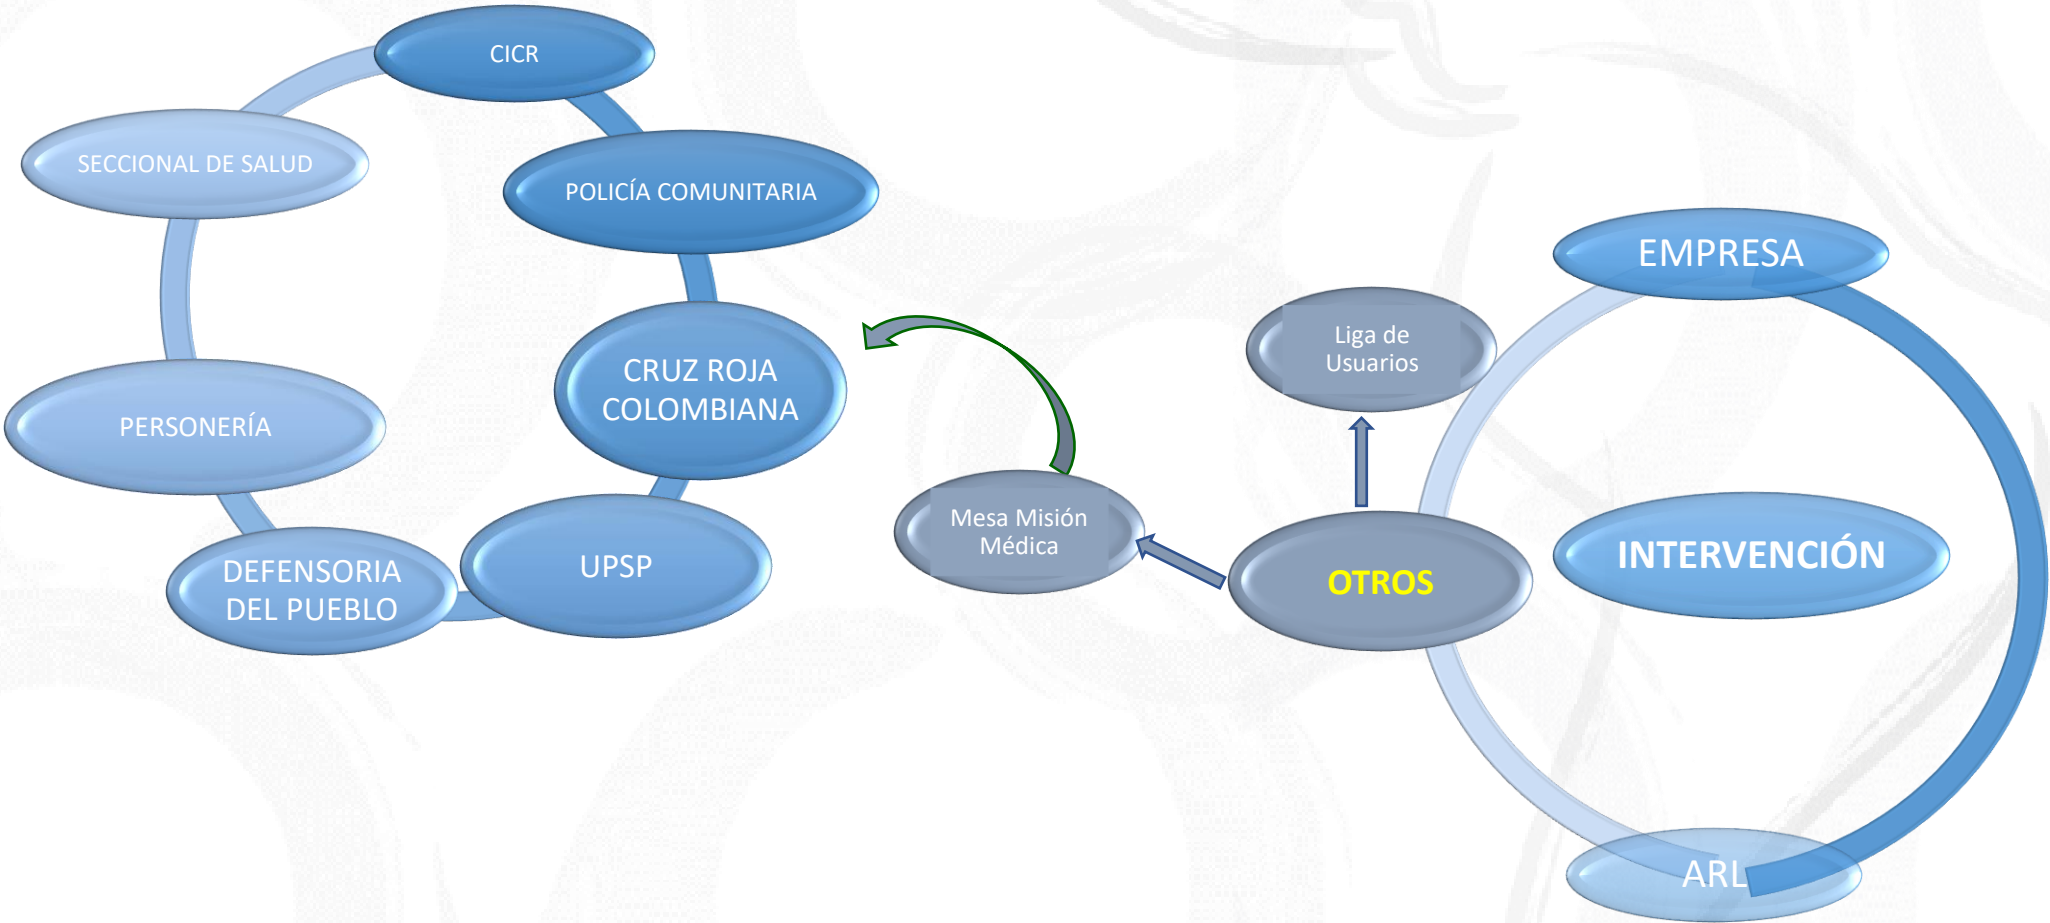 CICR
SECCIONAL DE SALUD
POLICÍA COMUNITARIA
CRUZ ROJA
COLOMBIANA
PERSONERÍA
DEFENSORIA
DEL PUEBLO
UPSP
Mesa Misión
Médica
Liga de
Usuarios
OTROS
EMPRESA
INTERVENCIÓN
ARL